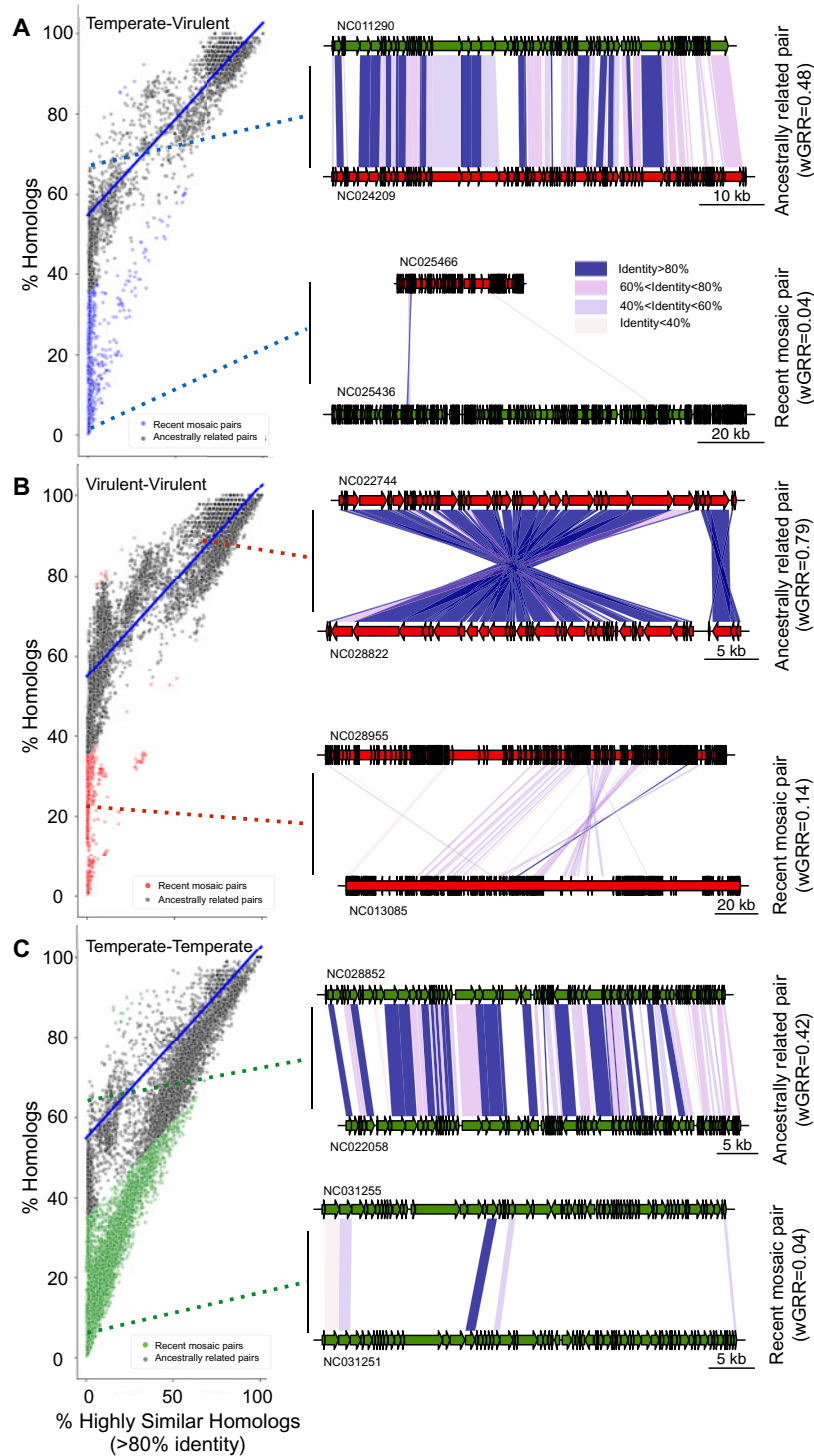 A
Temperate-Virulent
100
80
60
40
20
0
% Homologs
Recent mosaic pairs
Ancestrally related pairs
NC011290
NC024209
10 kb
Ancestrally related pair
(wGRR=0.48)
NC025466
Identity>80%
60%<Identity<80%
40%<Identity<60%
Identity<40%
NC025436
20 kb
Recent mosaic pair
(wGRR=0.04)
B
Virulent-Virulent
100
80
60
40
20
0
% Homologs
Recent mosaic pairs
Ancestrally related pairs
NC022744
NC028822
5 kb
Ancestrally related pair
(wGRR=0.79)
NC028955
NC013085
20 kb
Recent mosaic pair
(wGRR=0.14)
C
Temperate-Temperate
100
80
60
40
20
0
% Homologs
Recent mosaic pairs
Ancestrally related pairs
0 50 100
% Highly Similar Homologs
(>80% identity)
NC028852
NC022058
5 kb
Ancestrally related pair
(wGRR=0.42)
NC031255
NC031251
5 kb
Recent mosaic pair
(wGRR=0.04)